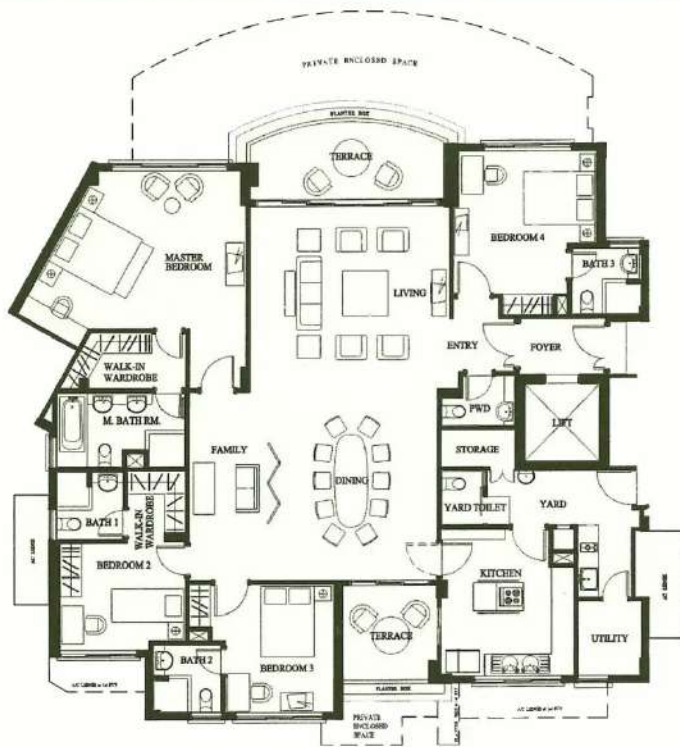 PRIVATE ENCLOSED SPACE
PLANTER BOX
TERRACE
BEDROOM 4
MASTER
BEDROOM
BATH 3
LIVING
ENTRY
FOYER
WALK-IN
WARDROBE
PWD
LIFT
M. BATH RM.
FAMILY
STORAGE
DINING
YARD TOILET
YARD
BATH 1
WALK-IN
WARDROBE
BEDROOM 2
KITCHEN
TERRACE
UTILITY
BATH 2
BEDROOM 3
PLANTER BOX
PRIVATE
ENCLOSED
SPACE